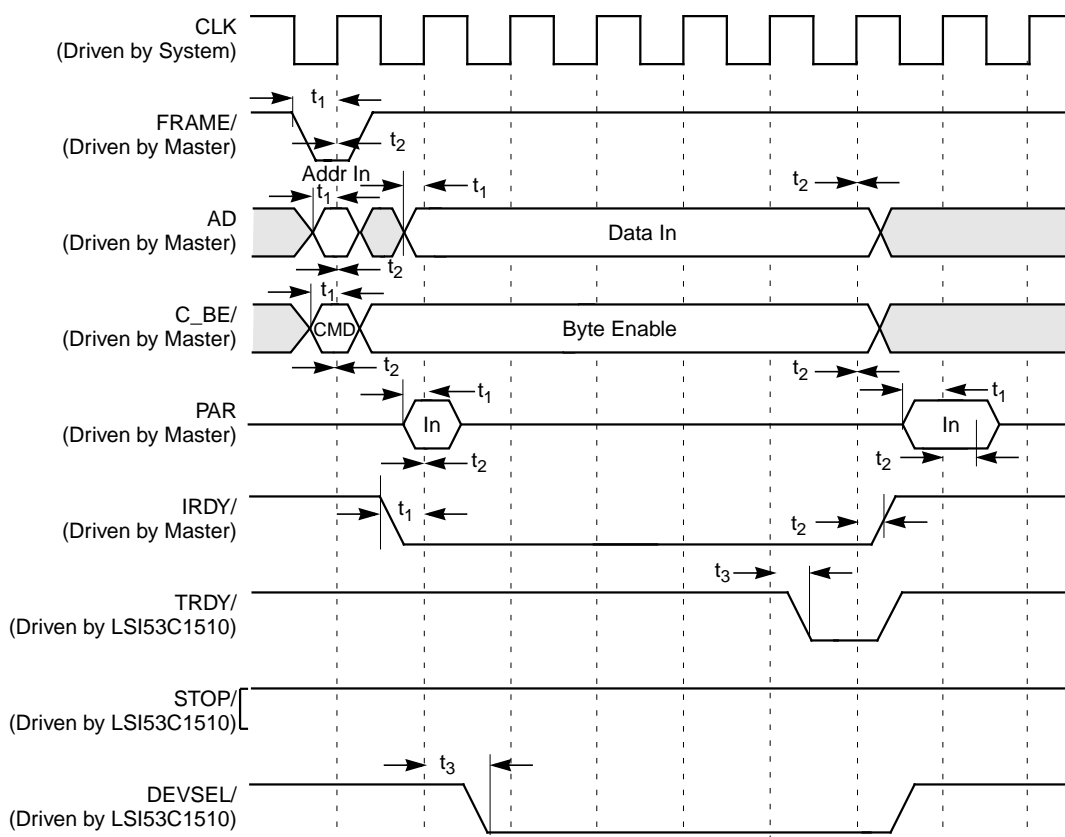 CLK
(Driven by System)
t1
FRAME/
(Driven by Master)
t2
Addr In
t1
t1
t2
AD
(Driven by Master)
Data In
t2
t1
C_BE/
(Driven by Master)
CMD
Byte Enable
t2
t2
PAR
(Driven by Master)
t1
t1
In
In
t2
t2
IRDY/
(Driven by Master)
t1
t2
t3
TRDY/
(Driven by LSI53C1510)
STOP/
(Driven by LSI53C1510)
t3
DEVSEL/
(Driven by LSI53C1510)